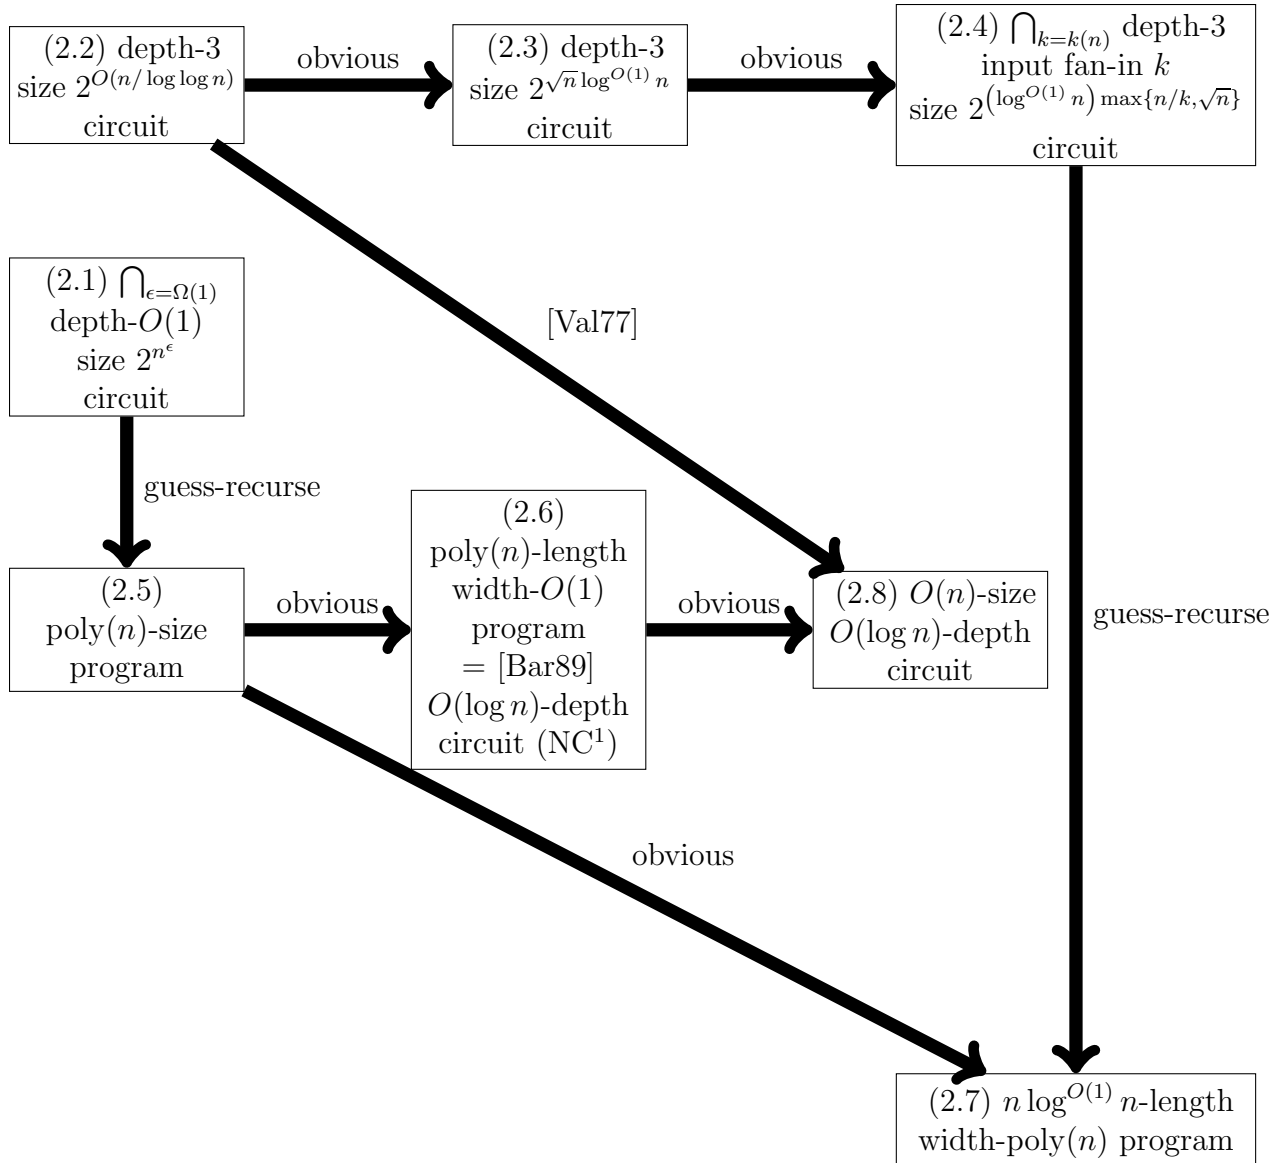 (2.2) depth-3
size 2^{O(n/ log log n)}
circuit
obvious
(2.3) depth-3
size 2^{√n log^{O(1)} n}
circuit
obvious
(2.4) ⋂_{k=k(n)} depth-3
input fan-in k
size 2^{(log^{O(1)} n) max{n/k,√n}}
circuit
[Val77]
(2.1) ⋂_{ϵ=Ω(1)}
depth-O(1)
size 2^{n^ϵ}
circuit
guess-recurse
(2.5)
poly(n)-size
program
obvious
(2.6)
poly(n)-length
width-O(1)
program
= [Bar89]
O(log n)-depth
circuit (NC¹)
obvious
(2.8) O(n)-size
O(log n)-depth
circuit
guess-recurse
obvious
(2.7) n log^{O(1)} n-length
width-poly(n) program